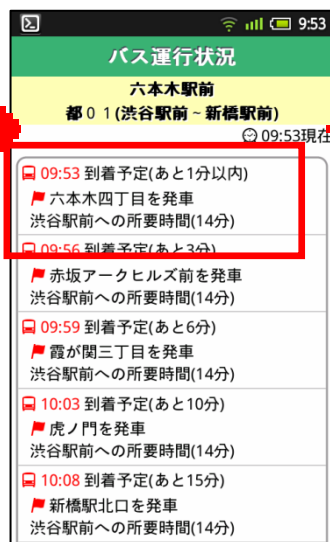 9:53
バス運行状況
六本木駅前
都０１(渋谷駅前~新橋駅前)
09:53現在
09:53 到着予定(あと1分以内)
六本木四丁目を発車
渋谷駅前への所要時間(14分)
09:56 到着予定(あと3分)
赤坂アークヒルズ前を発車
渋谷駅前への所要時間(14分)
09:59 到着予定(あと6分)
霞が関三丁目を発車
渋谷駅前への所要時間(14分)
10:03 到着予定(あと10分)
虎ノ門を発車
渋谷駅前への所要時間(14分)
10:08 到着予定(あと15分)
新橋駅北口を発車
渋谷駅前への所要時間(14分)